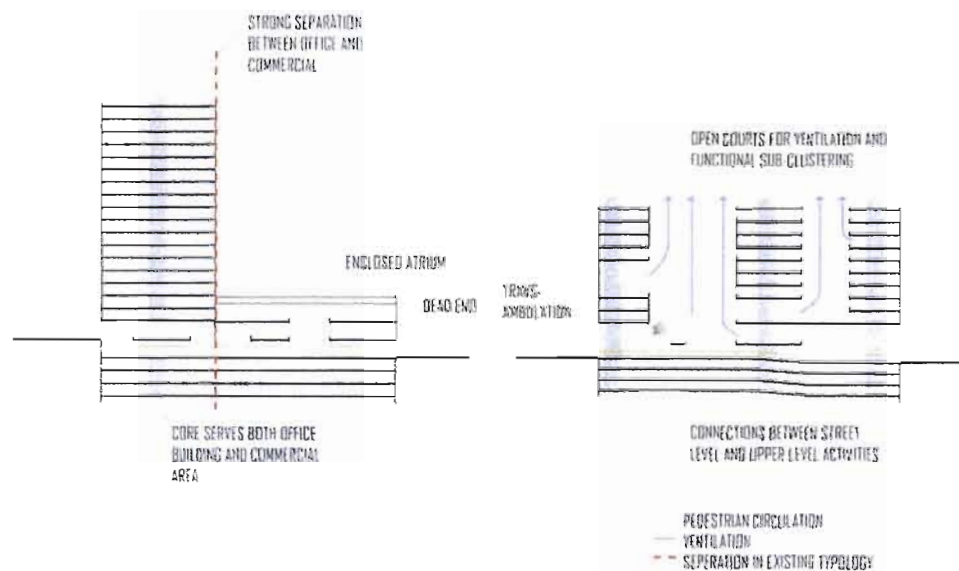 STRONG SEPARATION
BETWEEN OFFICE AND
COMMERCIAL
OPEN COURTS FOR VENTILATION AND
FUNCTIONAL SUB-CLUSTERING
ENCLOSED ATRIUM
DEAD END
TRANS-
AMBULATION
CORE SERVES BOTH OFFICE
BUILDING AND COMMERCIAL
AREA
CONNECTIONS BETWEEN STREET
LEVEL AND UPPER LEVEL ACTIVITIES
PEDESTRIAN CIRCULATION
VENTILATION
SEPERATION IN EXISTING TYPOLOGY